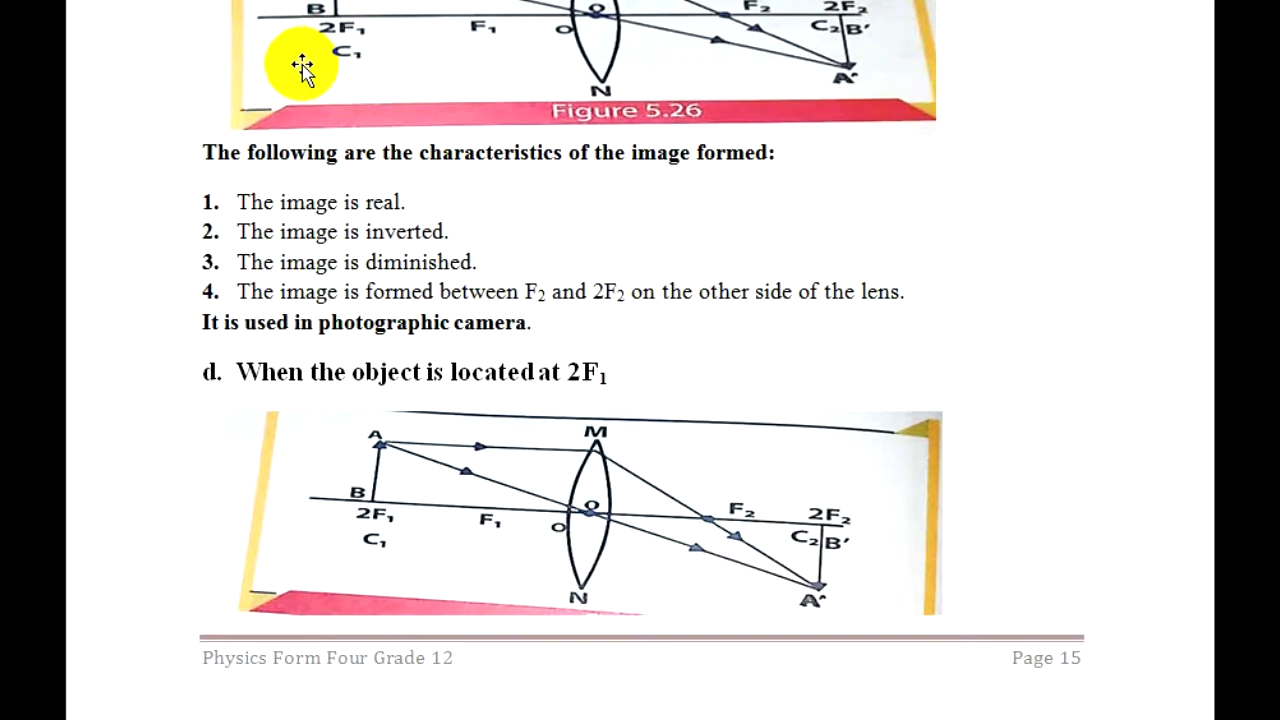 B
2F₁
F₁
O
O
F₂
2F₂
C₂ B′
C₁
A′
N
Figure 5.26
The following are the characteristics of the image formed:
1. The image is real.
2. The image is inverted.
3. The image is diminished.
4. The image is formed between F₂ and 2F₂ on the other side of the lens.
It is used in photographic camera.
d. When the object is located at 2F₁
A
M
B
2F₁
F₁
O
O
F₂
2F₂
C₁
C₂ B′
N
A′
Physics Form Four Grade 12
Page 15